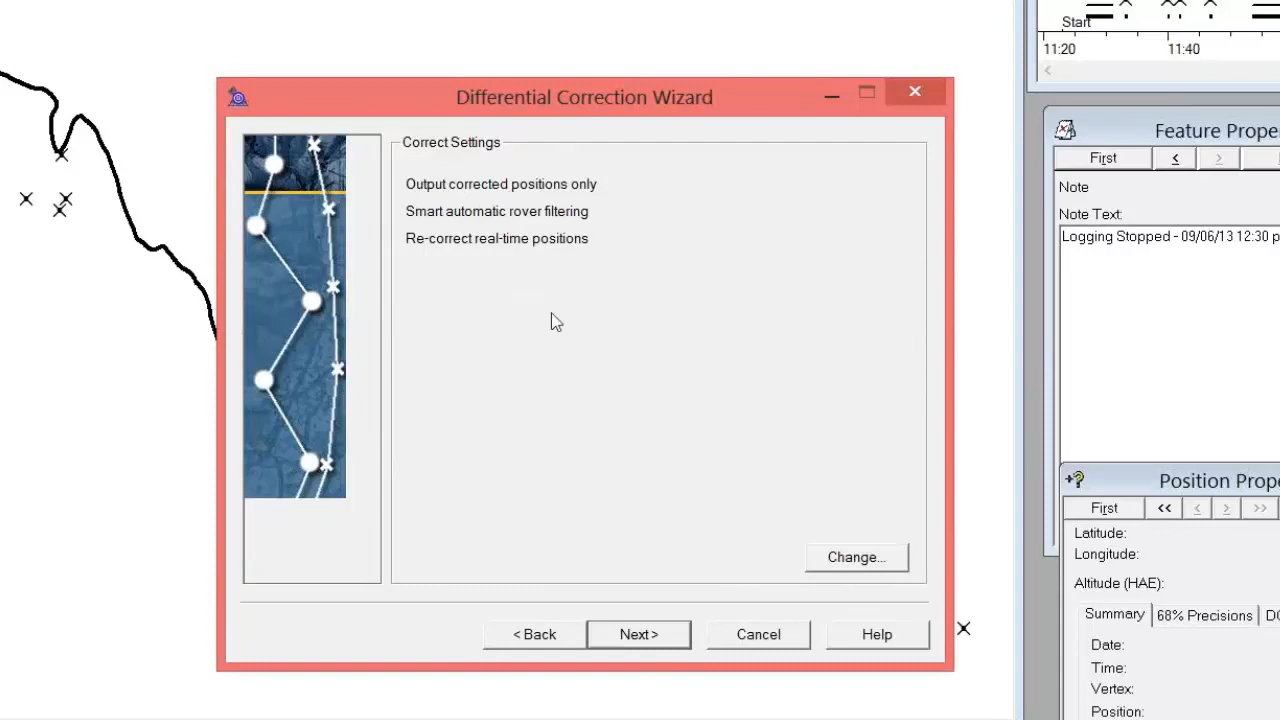 Start
11:20 11:40
Differential Correction Wizard
Correct Settings
Output corrected positions only
Smart automatic rover filtering
Re-correct real-time positions
Change...
< Back Next> Cancel Help
Feature Prope
First < >
Note
Note Text:
Logging Stopped - 09/06/13 12:30 p
Position Prope
First << < > >>
Latitude:
Longitude:
Altitude (HAE):
Summary 68% Precisions DO
Date:
Time:
Vertex:
Position: